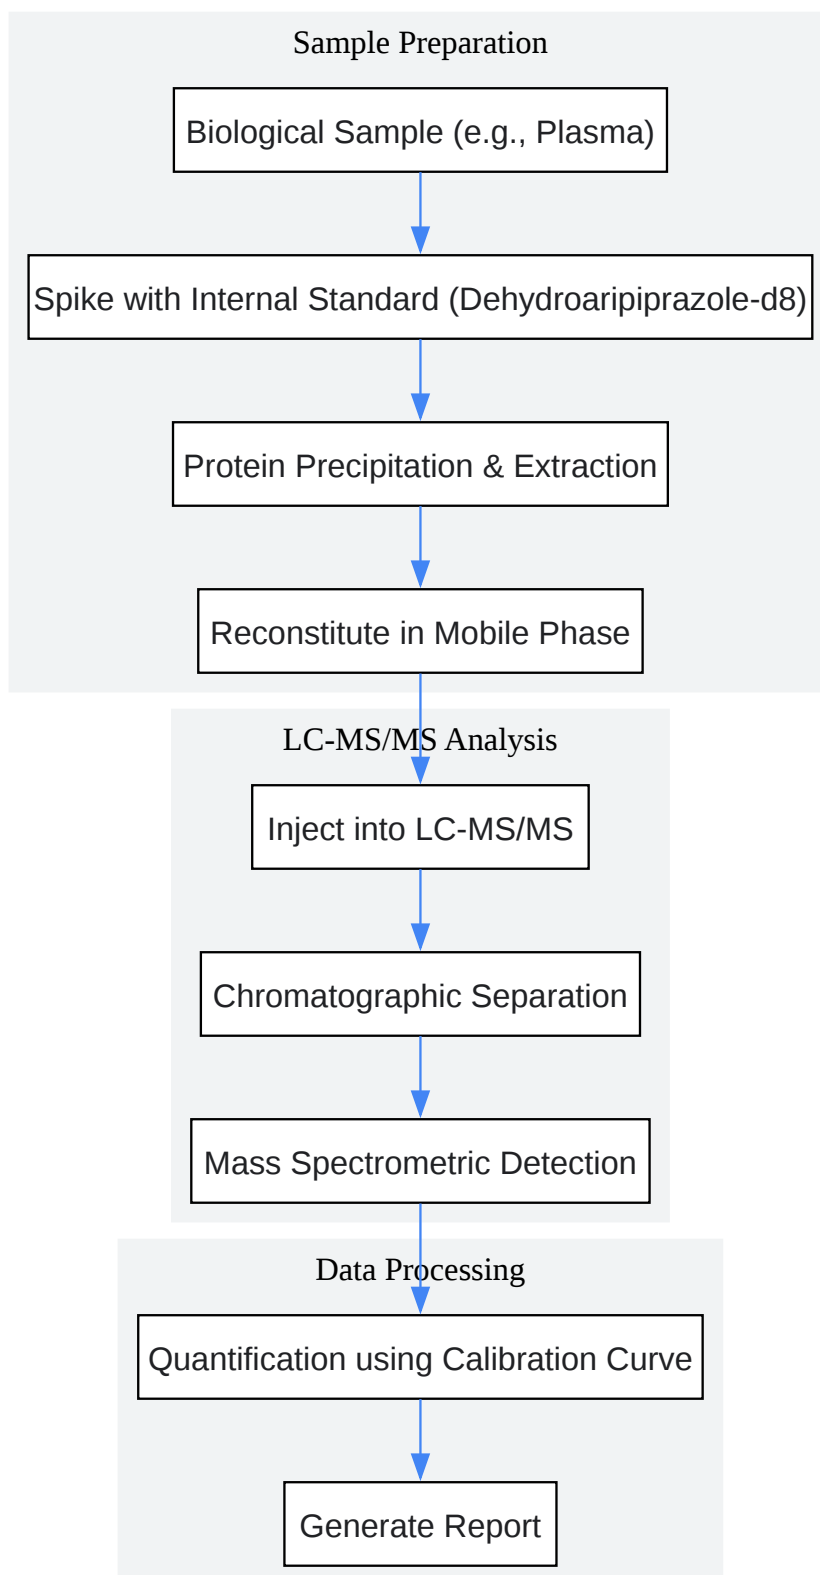 Sample Preparation
Biological Sample (e.g., Plasma)
Spike with Internal Standard (Dehydroaripiprazole-d8)
Protein Precipitation & Extraction
Reconstitute in Mobile Phase
LC-MS/MS Analysis
Inject into LC-MS/MS
Chromatographic Separation
Mass Spectrometric Detection
Data Processing
Quantification using Calibration Curve
Generate Report